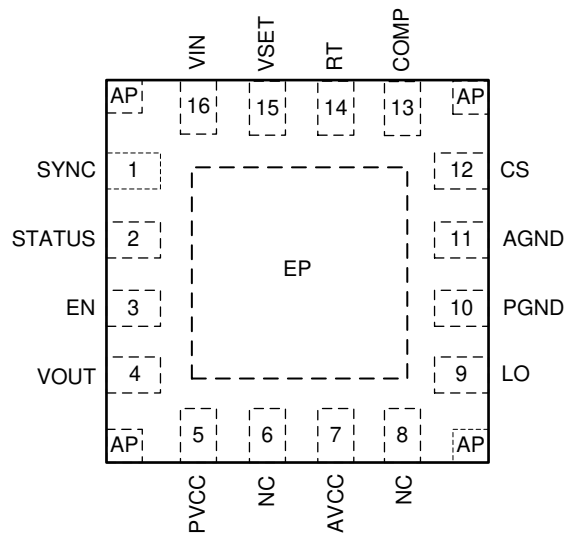 VIN
VSET
RT
COMP
AP
16
15
14
13
AP
SYNC
1
12
CS
STATUS
2
11
AGND
EP
EN
3
10
PGND
VOUT
4
9
LO
AP
5
6
7
8
AP
PVCC
NC
AVCC
NC